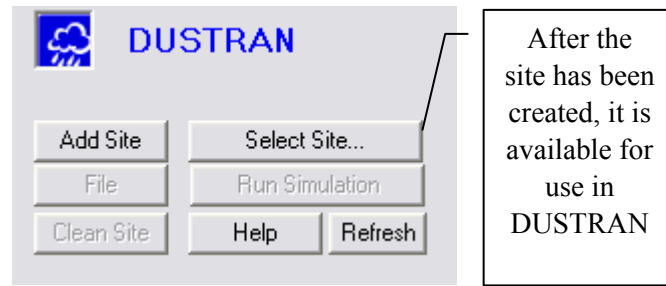 DUSTRAN
Add Site
Select Site...
File
Run Simulation
Clean Site
Help
Refresh
After the
site has been
created, it is
available for
use in
DUSTRAN